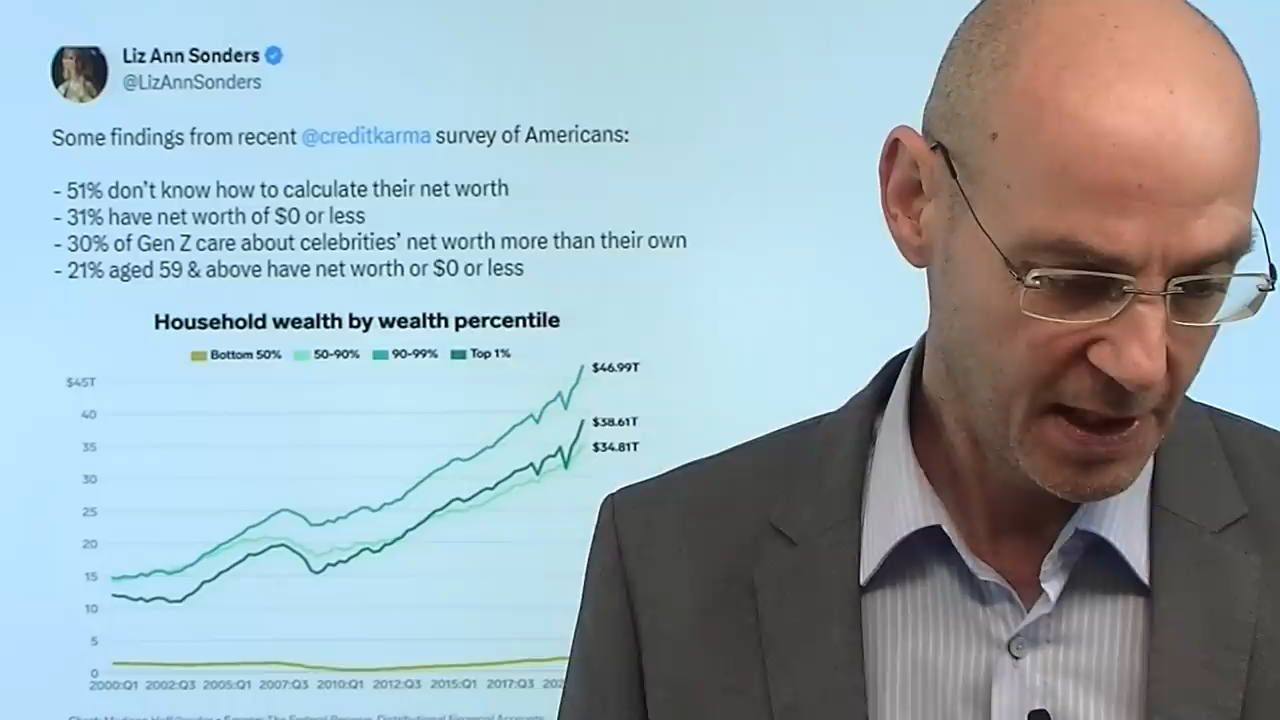 Liz Ann Sonders
@LizAnnSonders
Some findings from recent @creditkarma survey of Americans:
- 51% don't know how to calculate their net worth
- 31% have net worth of $0 or less
- 30% of Gen Z care about celebrities' net worth more than their own
- 21% aged 59 & above have net worth or $0 or less
Household wealth by wealth percentile
Bottom 50% 50-90% 90-99% Top 1%
$46.99T
$45T
40
$38.61T
35
$34.81T
30
25
20
15
10
5
0
2000:Q1 2002:Q3 2005:Q1 2007:Q3 2010:Q1 2012:Q3 2015:Q1 2017:Q3